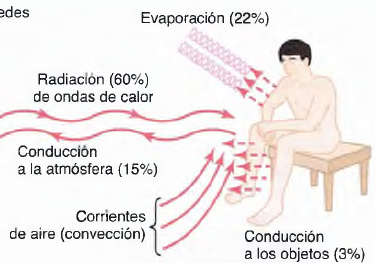 edes
Evaporación (22%)
Radiación (60%)
de ondas de calor
Conducción
a la atmósfera (15%)
Corrientes
de aire (convección)
Conducción
a los objetos (3%)